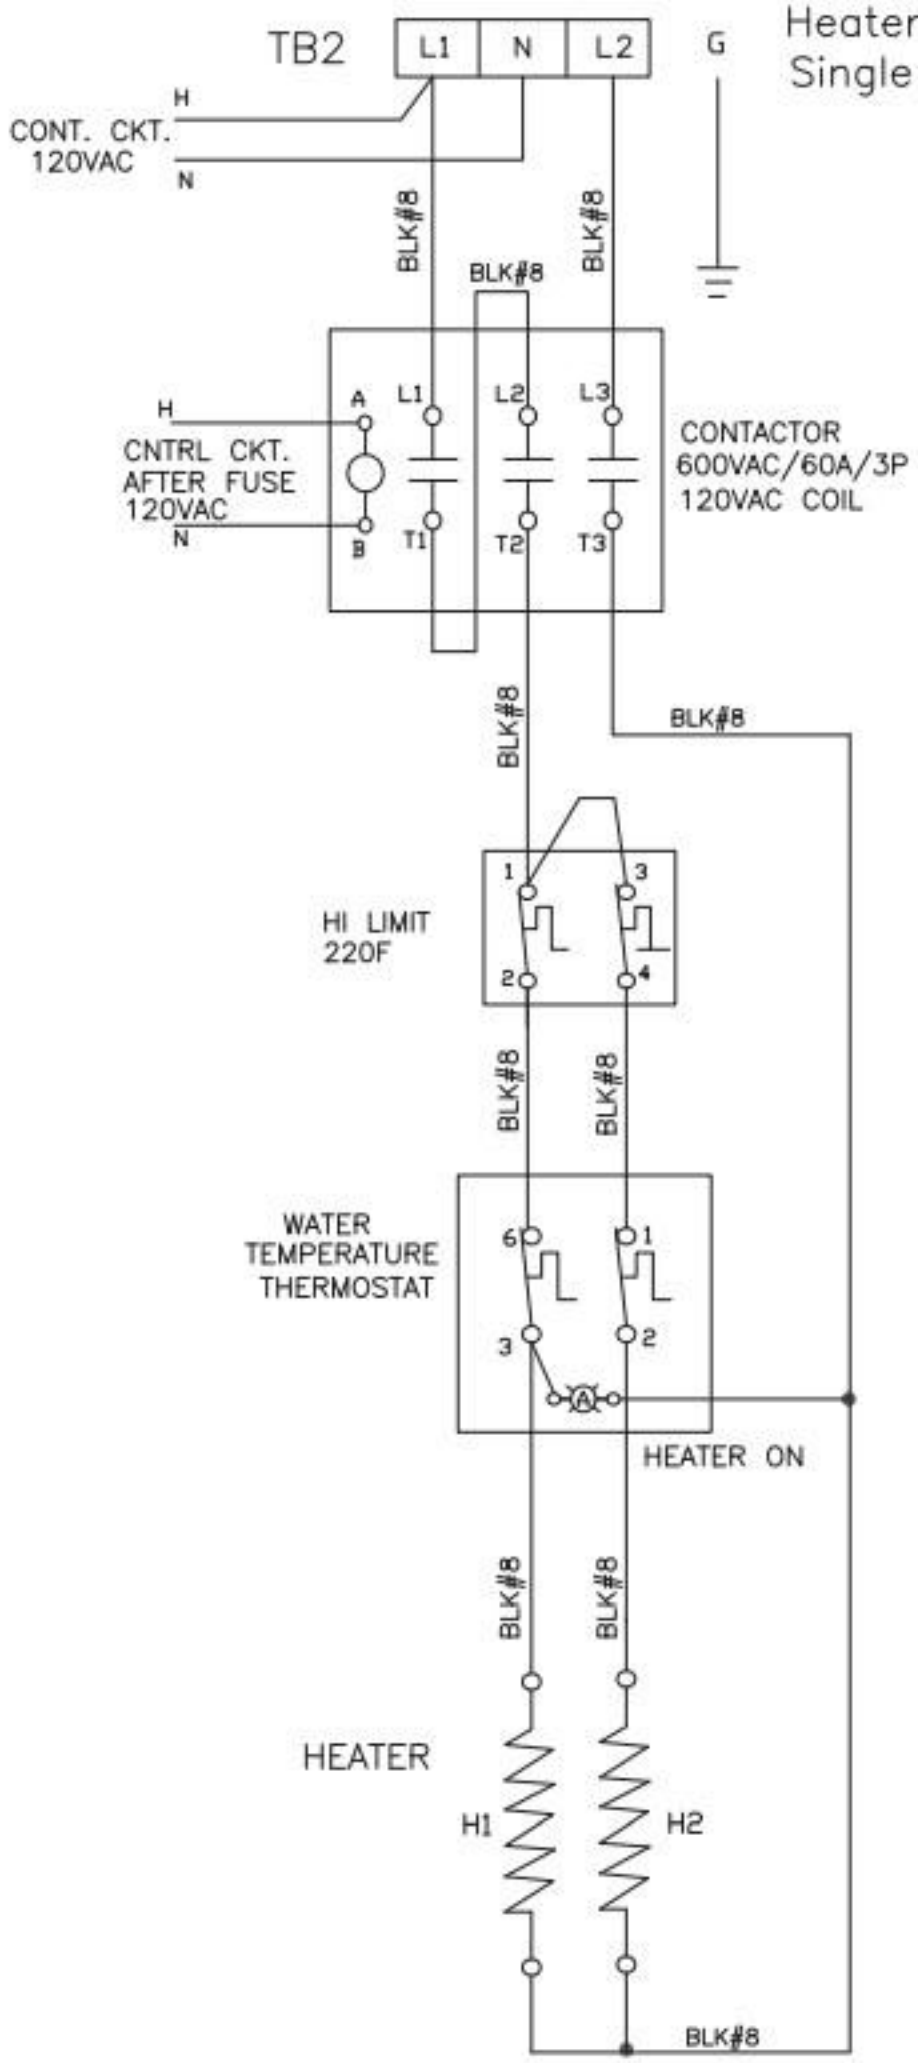 Heater
Single
TB2
L1 N L2
G
H
CONT. CKT.
120VAC
N
BLK#8
BLK#8
BLK#8
H
CNTRL CKT.
AFTER FUSE
120VAC
N
A
B
L1
L2
L3
T1
T2
T3
CONTACTOR
600VAC/60A/3P
120VAC COIL
BLK#8
BLK#8
HI LIMIT
220F
1
3
2
4
BLK#8
BLK#8
WATER
TEMPERATURE
THERMOSTAT
6
1
3
2
A
HEATER ON
BLK#8
BLK#8
HEATER
H1
H2
BLK#8